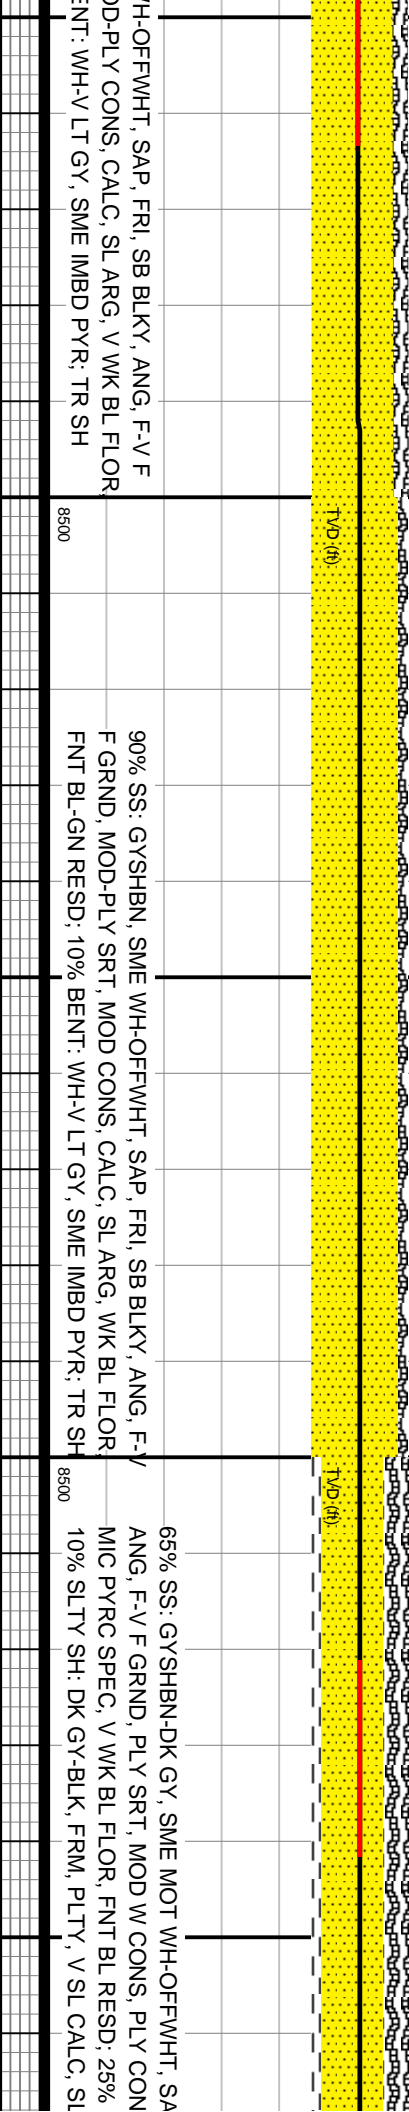 H-OFFWHT, SAP, FRI, SB BLKY, ANG, F-V F
OD-PLY CONS, CALC, SL ARG, V WK BL FLOR,
ENT: WH-V LT GY, SME IMBD PYR; TR SH
TVD (ft)
8500
90% SS: GYSHBN, SME WH-OFFWHT, SAP, FRI, SB BLKY, ANG, F-V
F GRND, MOD-PLY SRT, MOD CONS, CALC, SL ARG, WK BL FLOR,
FNT BL-GN RESD; 10% BENT: WH-V LT GY, SME IMBD PYR; TR SH
TVD (ft)
8500
65% SS: GYSHBN-DK GY, SME MOT WH-OFFWHT, SA
ANG, F-V F GRND, PLY SRT, MOD W CONS, PLY CON
MIC PYRC SPEC, V WK BL FLOR, FNT BL RESD; 25%
10% SLTY SH: DK GY-BLK, FRM, PLTY, V SL CALC, SL